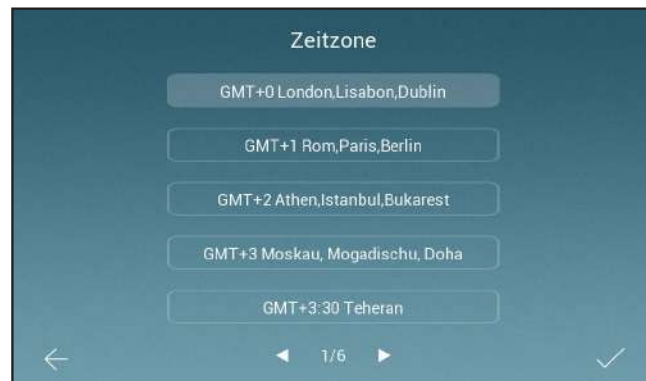 Zeitzone
GMT+0 London,Lisabon,Dublin
GMT+1 Rom,Paris,Berlin
GMT+2 Athen,Istanbul,Bukarest
GMT+3 Moskau, Mogadischu, Doha
GMT+3:30 Teheran
1/6